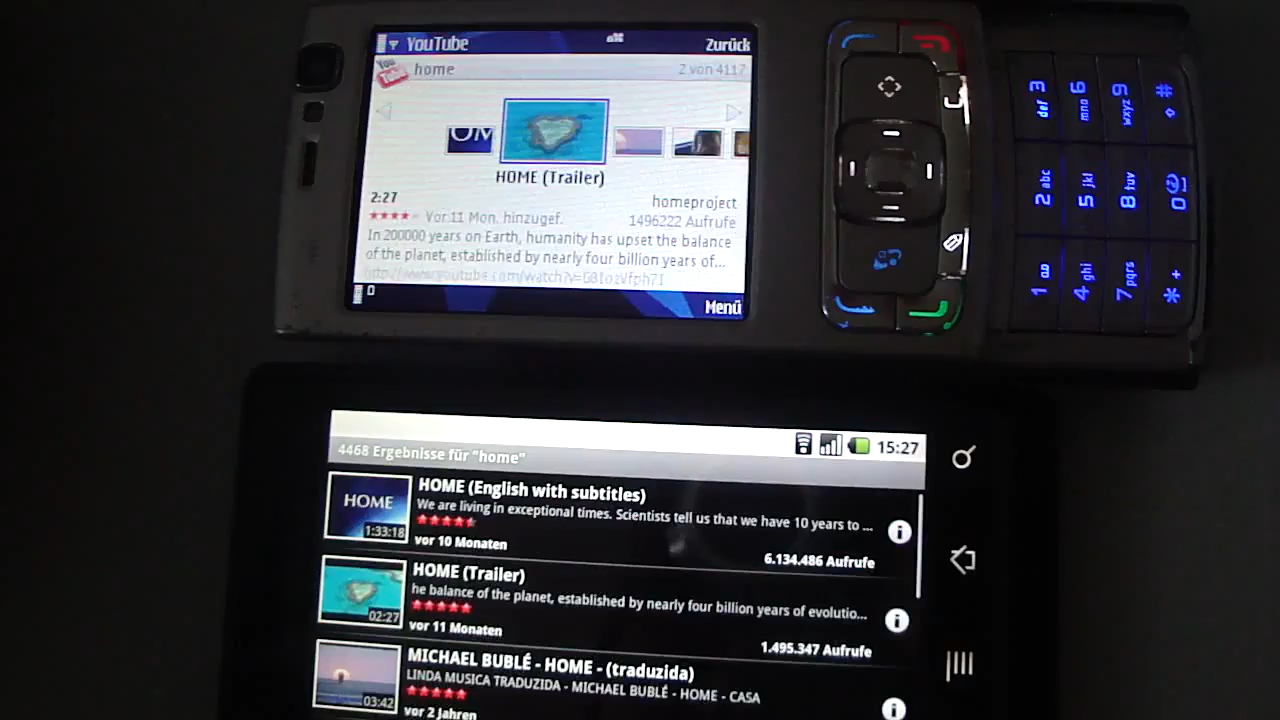 YouTube
Zurück
You Tube
home
2 von 4117
OM
HOME (Trailer)
2:27
homeproject
Vor 11 Mon. hinzugef.
1496222 Aufrufe
In 200000 years on Earth, humanity has upset the balance
of the planet, established by nearly four billion years of...
Menü
3 def
6 mno
9 wxyz
#
2 abc
5 jkl
8 tuv
0
1
4 ghi
7 pqrs
* +
15:27
4468 Ergebnisse für "home"
HOME
1:33:18
HOME (English with subtitles)
We are living in exceptional times. Scientists tell us that we have 10 years to ...
vor 10 Monaten
6.134.486 Aufrufe
02:27
HOME (Trailer)
he balance of the planet, established by nearly four billion years of evolutio...
vor 11 Monaten
1.495.347 Aufrufe
03:42
MICHAEL BUBLÉ - HOME - (traduzida)
LINDA MUSICA TRADUZIDA - MICHAEL BUBLÉ - HOME - CASA
vor 2 Jahren